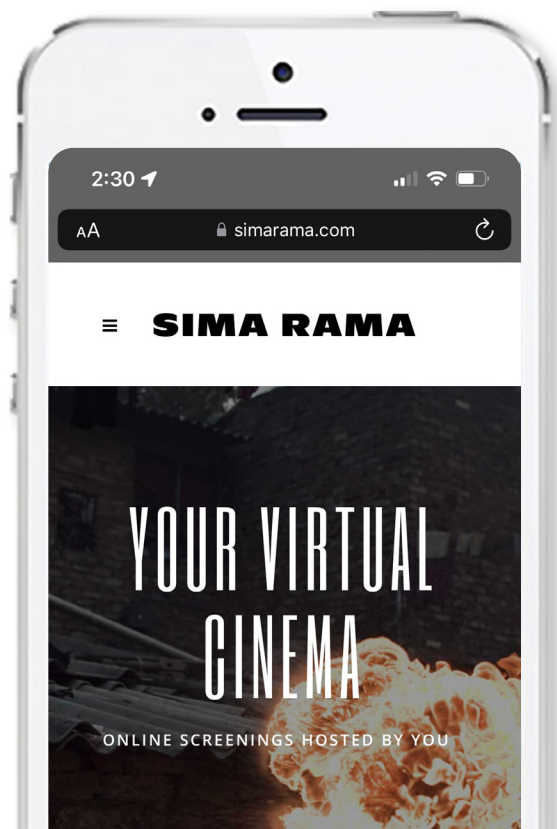 2:30
AA simarama.com
SIMA RAMA
YOUR VIRTUAL
CINEMA
ONLINE SCREENINGS HOSTED BY YOU